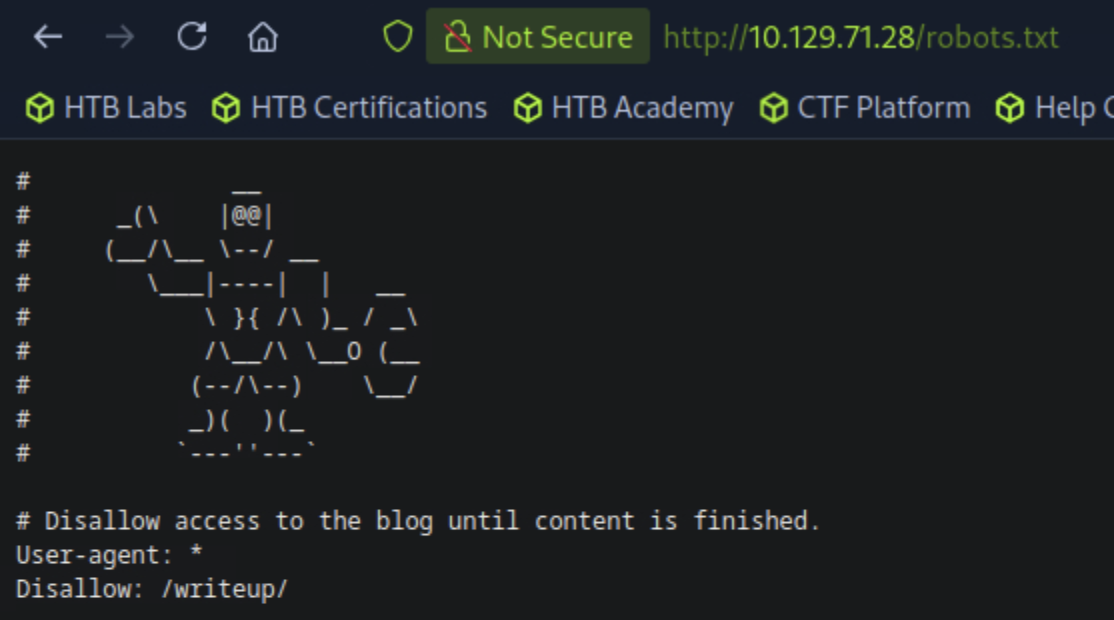 Not Secure http://10.129.71.28/robots.txt
HTB Labs HTB Certifications HTB Academy CTF Platform Help
#              __
#      _(\    |@@|
#     (__/\__ \--/ __
#        \___|----|  |   __
#            \ }{ /\ )_ / _\
#            /\__/\ \__O (__
#           (--/\--)    \__/
#           _)(  )(_
#          `---''---`
# Disallow access to the blog until content is finished.
User-agent: *
Disallow: /writeup/